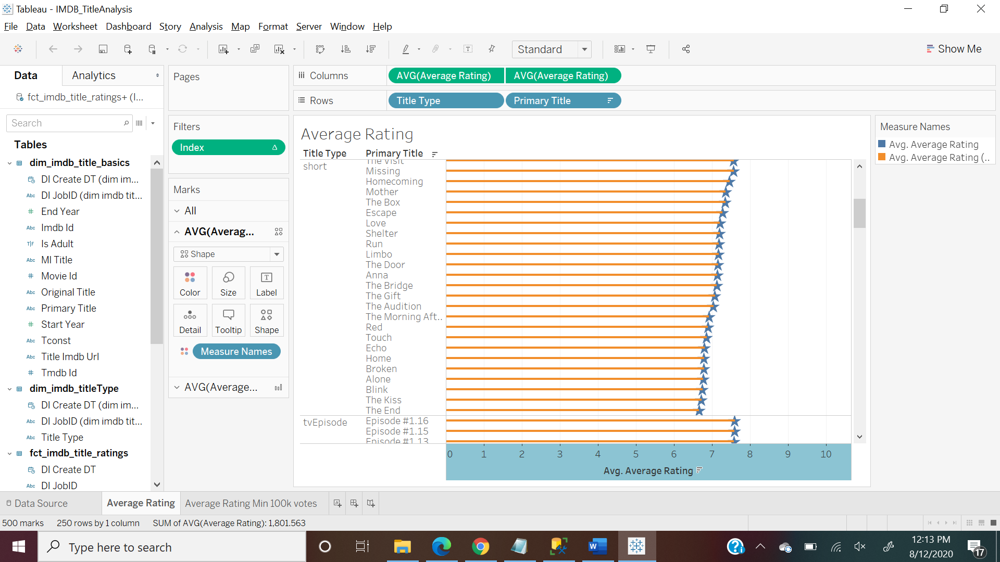 Tableau - IMDB_TitleAnalysis
File Data Worksheet Dashboard Story Analysis Map Format Server Window Help
Standard
Show Me
Data Analytics
fct_imdb_title_ratings+ (l...
Search
Tables
dim_imdb_title_basics
DI Create DT (dim im...
DI JobID (dim imdb tit...
End Year
Imdb Id
Is Adult
Ml Title
Movie Id
Original Title
Primary Title
Start Year
Tconst
Title Imdb Url
Tmdb Id
dim_imdb_titleType
DI Create DT (dim im...
DI JobID (dim imdb tit...
Title Type
fct_imdb_title_ratings
DI Create DT
DI JobID
Pages
Filters
Index
Marks
All
AVG(Averag...
Shape
Color Size Label
Detail Tooltip Shape
Measure Names
AVG(Average...
Columns AVG(Average Rating) AVG(Average Rating)
Rows Title Type Primary Title
Average Rating
Title Type Primary Title
short
The Visit
Missing
Homecoming
Mother
The Box
Escape
Love
Shelter
Run
Limbo
The Door
Anna
The Bridge
The Gift
The Audition
The Morning Aft..
Red
Touch
Echo
Home
Broken
Alone
Blink
The Kiss
The End
tvEpisode
Episode #1.16
Episode #1.15
Episode #1.13
0 1 2 3 4 5 6 7 8 9 10
Avg. Average Rating
Measure Names
Avg. Average Rating
Avg. Average Rating (..
Data Source Average Rating Average Rating Min 100k votes
500 marks 250 rows by 1 column SUM of AVG(Average Rating): 1,801.563
Type here to search
12:13 PM
8/12/2020
17